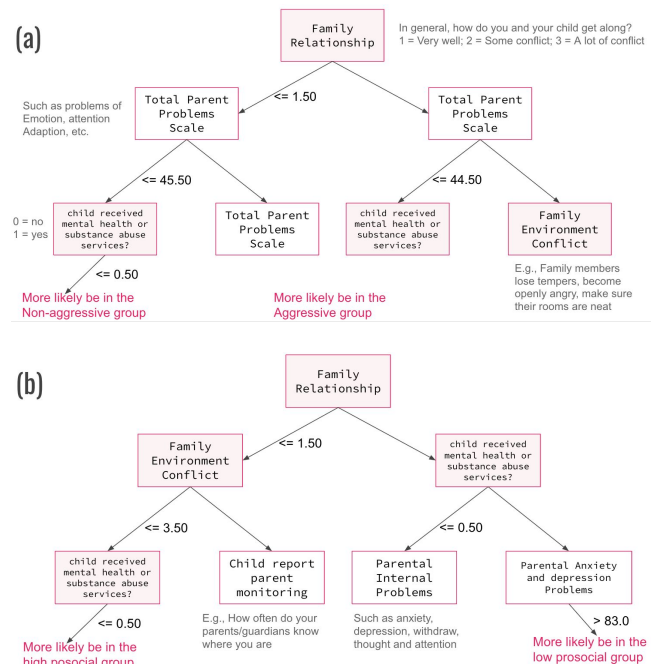 (a)
Family
Relationship
In general, how do you and your child get along?
1 = Very well; 2 = Some conflict; 3 = A lot of conflict
<= 1.50
Such as problems of
Emotion, attention
Adaption, etc.
Total Parent
Problems
Scale
Total Parent
Problems
Scale
<= 45.50
<= 44.50
0 = no
1 = yes
child received
mental health or
substance abuse
services?
Total Parent
Problems
Scale
child received
mental health or
substance abuse
services?
Family
Environment
Conflict
<= 0.50
More likely be in the
Non-aggressive group
More likely be in the
Aggressive group
E.g., Family members
lose tempers, become
openly angry, make sure
their rooms are neat
(b)
Family
Relationship
<= 1.50
Family
Environment
Conflict
child received
mental health or
substance abuse
services?
<= 3.50
<= 0.50
child received
mental health or
substance abuse
services?
Child report
parent
monitoring
Parental
Internal
Problems
Parental Anxiety
and depression
Problems
<= 0.50
E.g., How often do your
parents/guardians know
where you are
Such as anxiety,
depression, withdraw,
thought and attention
> 83.0
More likely be in the
high posocial group
More likely be in the
low prosocial group